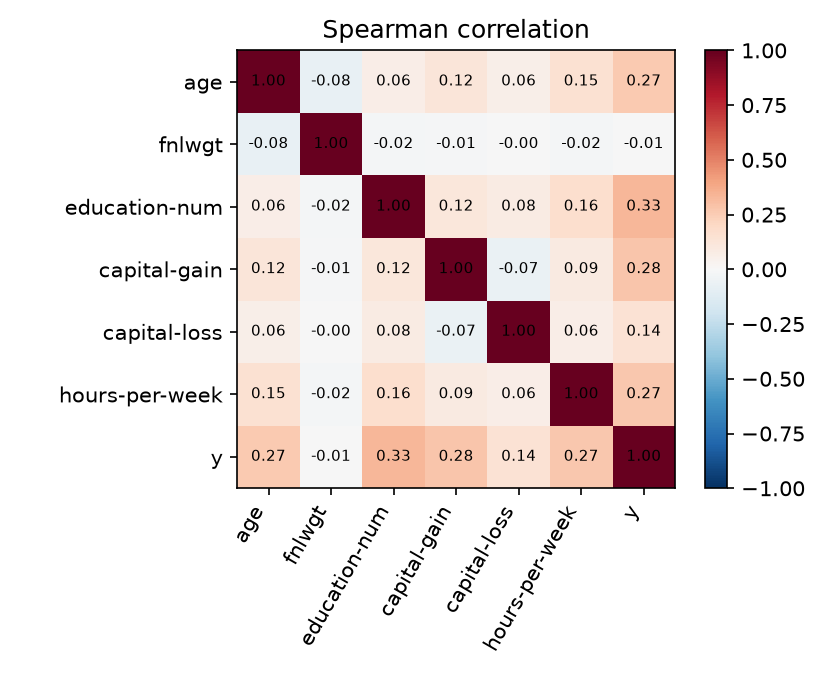 Spearman correlation
age 1.00 -0.08 0.06 0.12 0.06 0.15 0.27
fnlwgt -0.08 1.00 -0.02 -0.01 -0.00 -0.02 -0.01
education-num 0.06 -0.02 1.00 0.12 0.08 0.16 0.33
capital-gain 0.12 -0.01 0.12 1.00 -0.07 0.09 0.28
capital-loss 0.06 -0.00 0.08 -0.07 1.00 0.06 0.14
hours-per-week 0.15 -0.02 0.16 0.09 0.06 1.00 0.27
y 0.27 -0.01 0.33 0.28 0.14 0.27 1.00
age fnlwgt education-num capital-gain capital-loss hours-per-week y
1.00
0.75
0.50
0.25
0.00
−0.25
−0.50
−0.75
−1.00